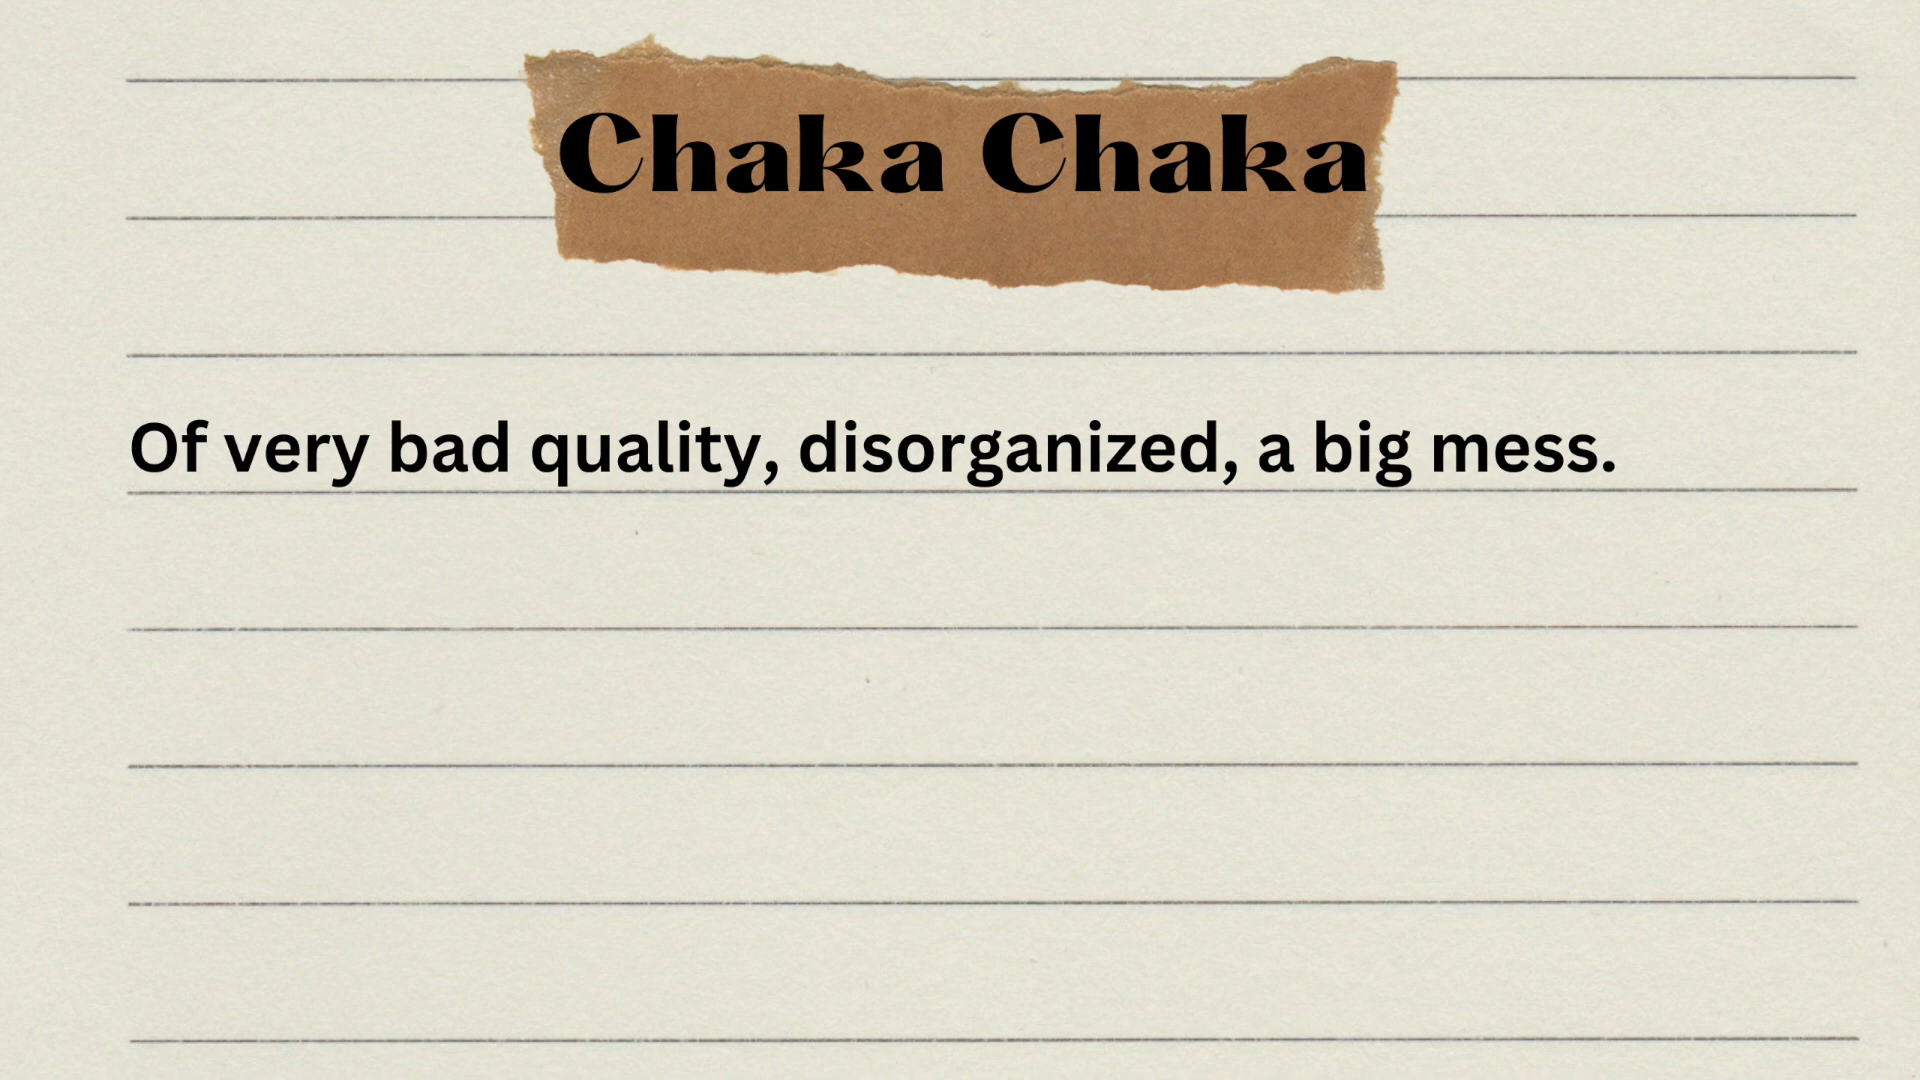 Chaka Chaka
Of very bad quality, disorganized, a big mess.